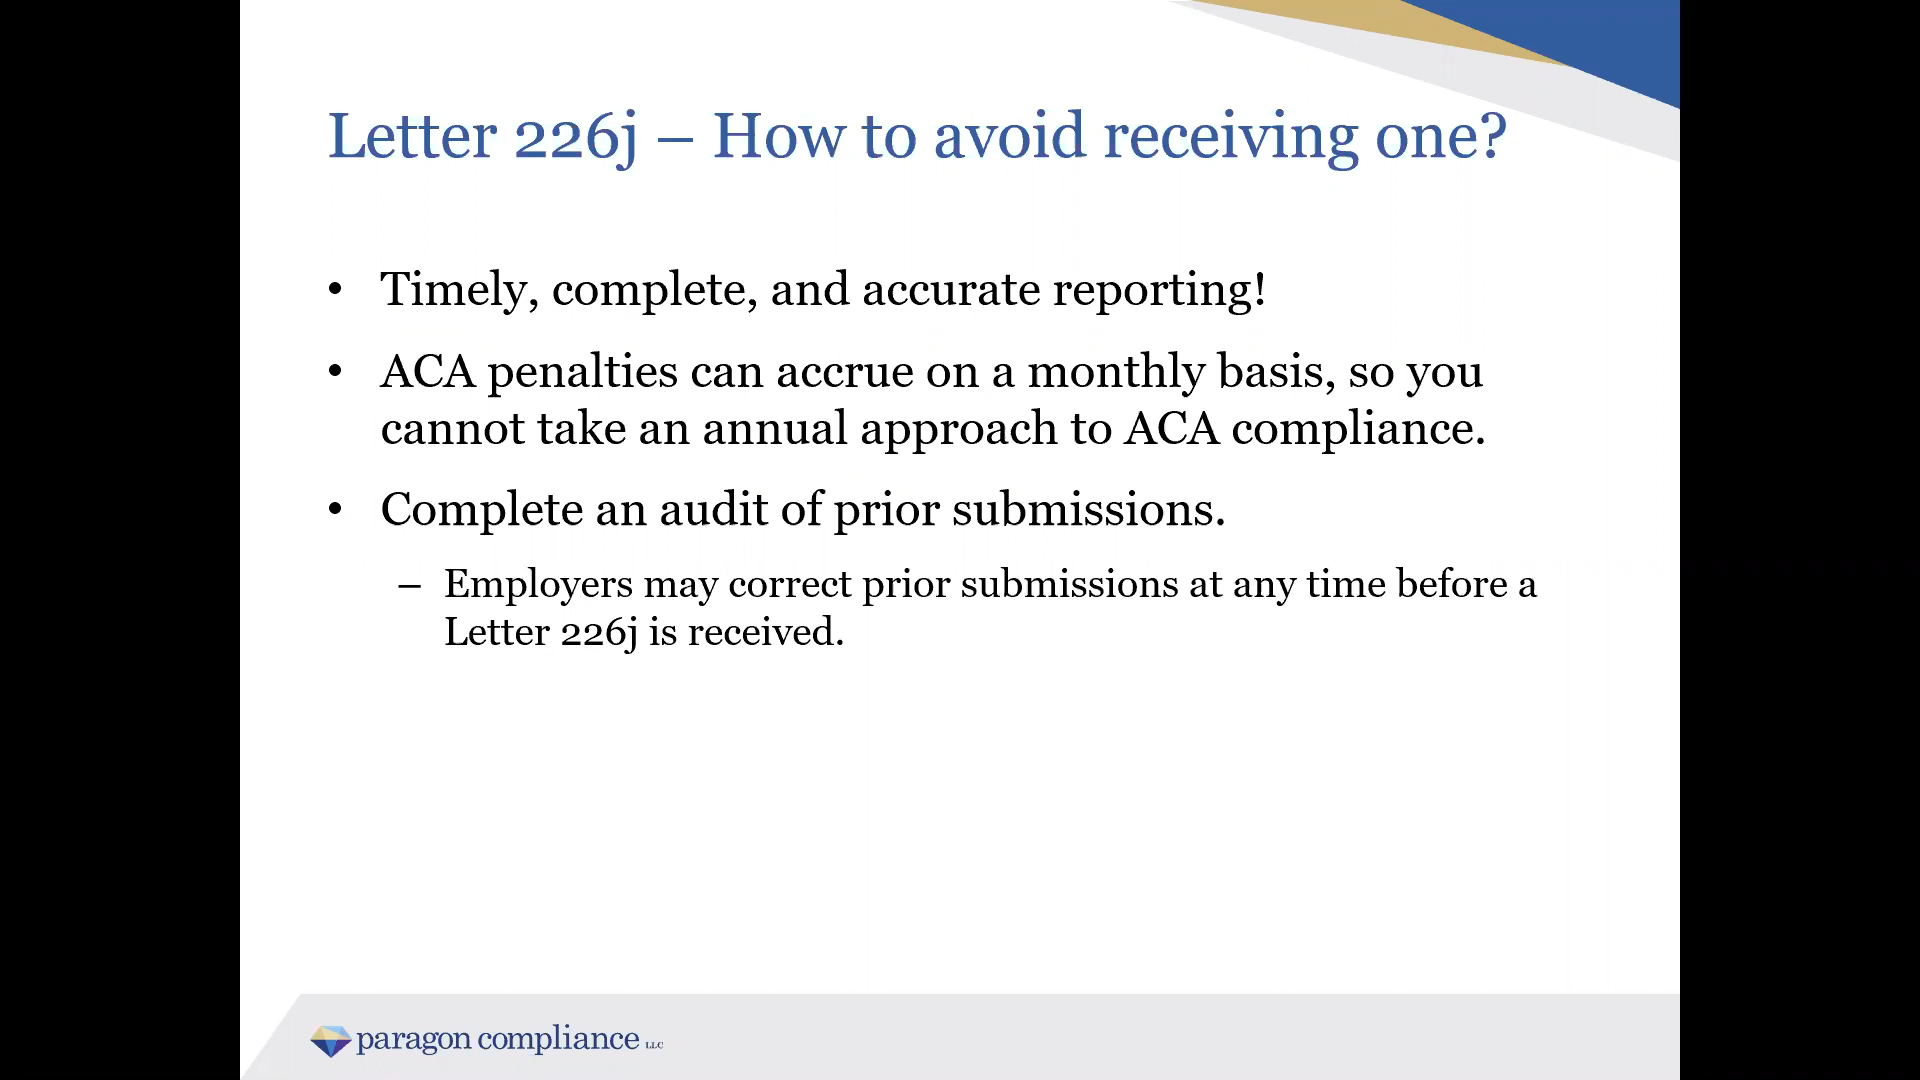 Letter 226j – How to avoid receiving one?
• Timely, complete, and accurate reporting!
• ACA penalties can accrue on a monthly basis, so you
cannot take an annual approach to ACA compliance.
• Complete an audit of prior submissions.
– Employers may correct prior submissions at any time before a
Letter 226j is received.
paragon compliance LLC